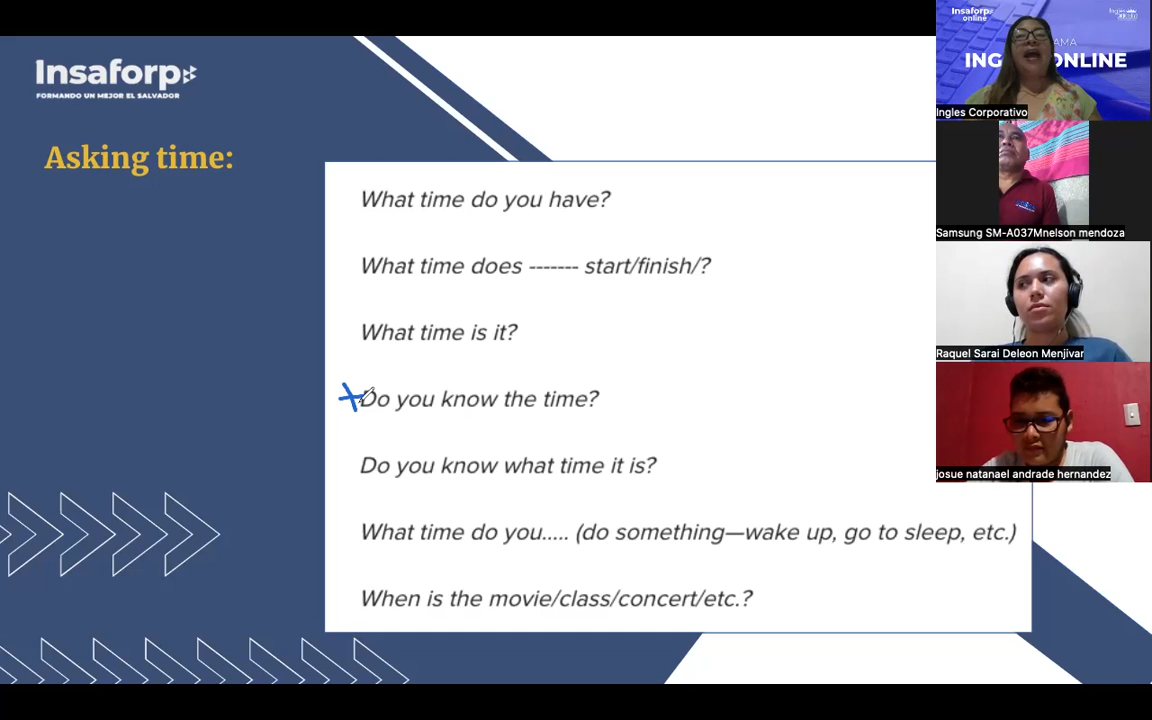 Insaforp
FORMANDO UN MEJOR EL SALVADOR
Asking time:
What time do you have?
What time does ------- start/finish/?
What time is it?
Do you know the time?
Do you know what time it is?
What time do you..... (do something—wake up, go to sleep, etc.)
When is the movie/class/concert/etc.?
Insaforp
online
AMA
ING ONLINE
Ingles Corporativo
Samsung SM-A037Mnelson mendoza
Raquel Sarai Deleon Menjivar
josue natanael andrade hernandez